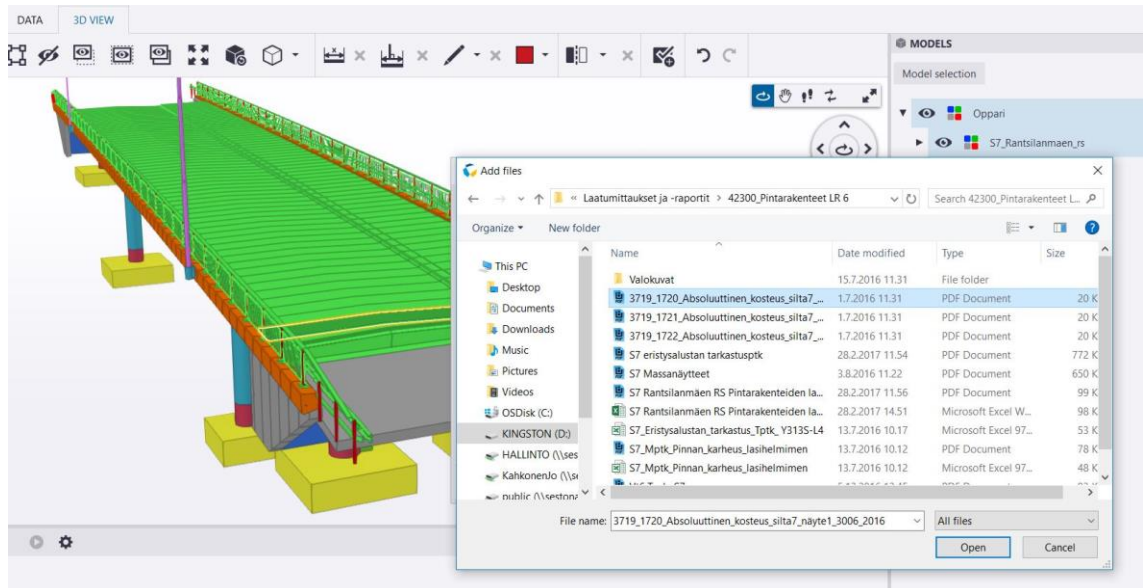 DATA 3D VIEW
MODELS
Model selection
Oppari
S7_Rantsilanmaen_rs
Add files
« Laatumittaukset ja -raportit > 42300_Pintarakenteet LR 6
Search 42300_Pintarakenteet L...
Organize New folder
Name Date modified Type Size
This PC
Desktop
Documents
Downloads
Music
Pictures
Videos
OSDisk (C:)
KINGSTON (D:)
HALLINTO (\\ses
KahkonenJo (\\se
public (\\sestona
Valokuvat 15.7.2016 11.31 File folder
3719_1720_Absoluuttinen_kosteus_silta7_... 1.7.2016 11.31 PDF Document 20 K
3719_1721_Absoluuttinen_kosteus_silta7_... 1.7.2016 11.31 PDF Document 20 K
3719_1722_Absoluuttinen_kosteus_silta7_... 1.7.2016 11.31 PDF Document 20 K
S7 eristysalustan tarkastusptk 28.2.2017 11.54 PDF Document 772 K
S7 Massanäytteet 3.8.2016 11.22 PDF Document 650 K
S7 Rantsilanmäen RS Pintarakenteiden la... 28.2.2017 11.56 PDF Document 99 K
S7 Rantsilanmäen RS Pintarakenteiden la... 28.2.2017 14.51 Microsoft Excel W... 98 K
S7_Eristysalustan_tarkastus_Tptk_Y313S-L4 13.7.2016 10.17 Microsoft Excel 97... 53 K
S7_Mptk_Pinnan_karheus_lasihelmimen 13.7.2016 10.12 PDF Document 78 K
S7_Mptk_Pinnan_karheus_lasihelmimen 13.7.2016 10.12 Microsoft Excel 97... 48 K
File name: 3719_1720_Absoluuttinen_kosteus_silta7_näyte1_3006_2016
All files
Open Cancel